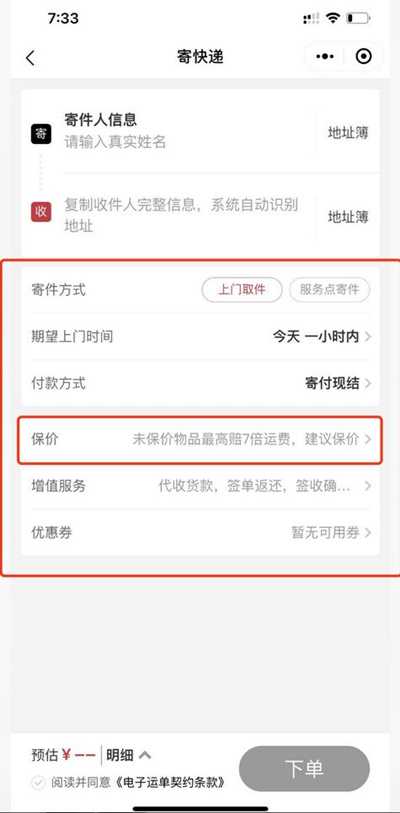 7:33
寄快递
寄
寄件人信息
请输入真实姓名
地址簿
收
复制收件人完整信息，系统自动识别
地址
地址簿
寄件方式
上门取件
服务点寄件
期望上门时间
今天 一小时内
付款方式
寄付现结
保价
未保价物品最高赔7倍运费，建议保价
增值服务
代收货款，签单返还，签收确...
优惠券
暂无可用券
预估 ¥ -- 明细
阅读并同意《电子运单契约条款》
下单